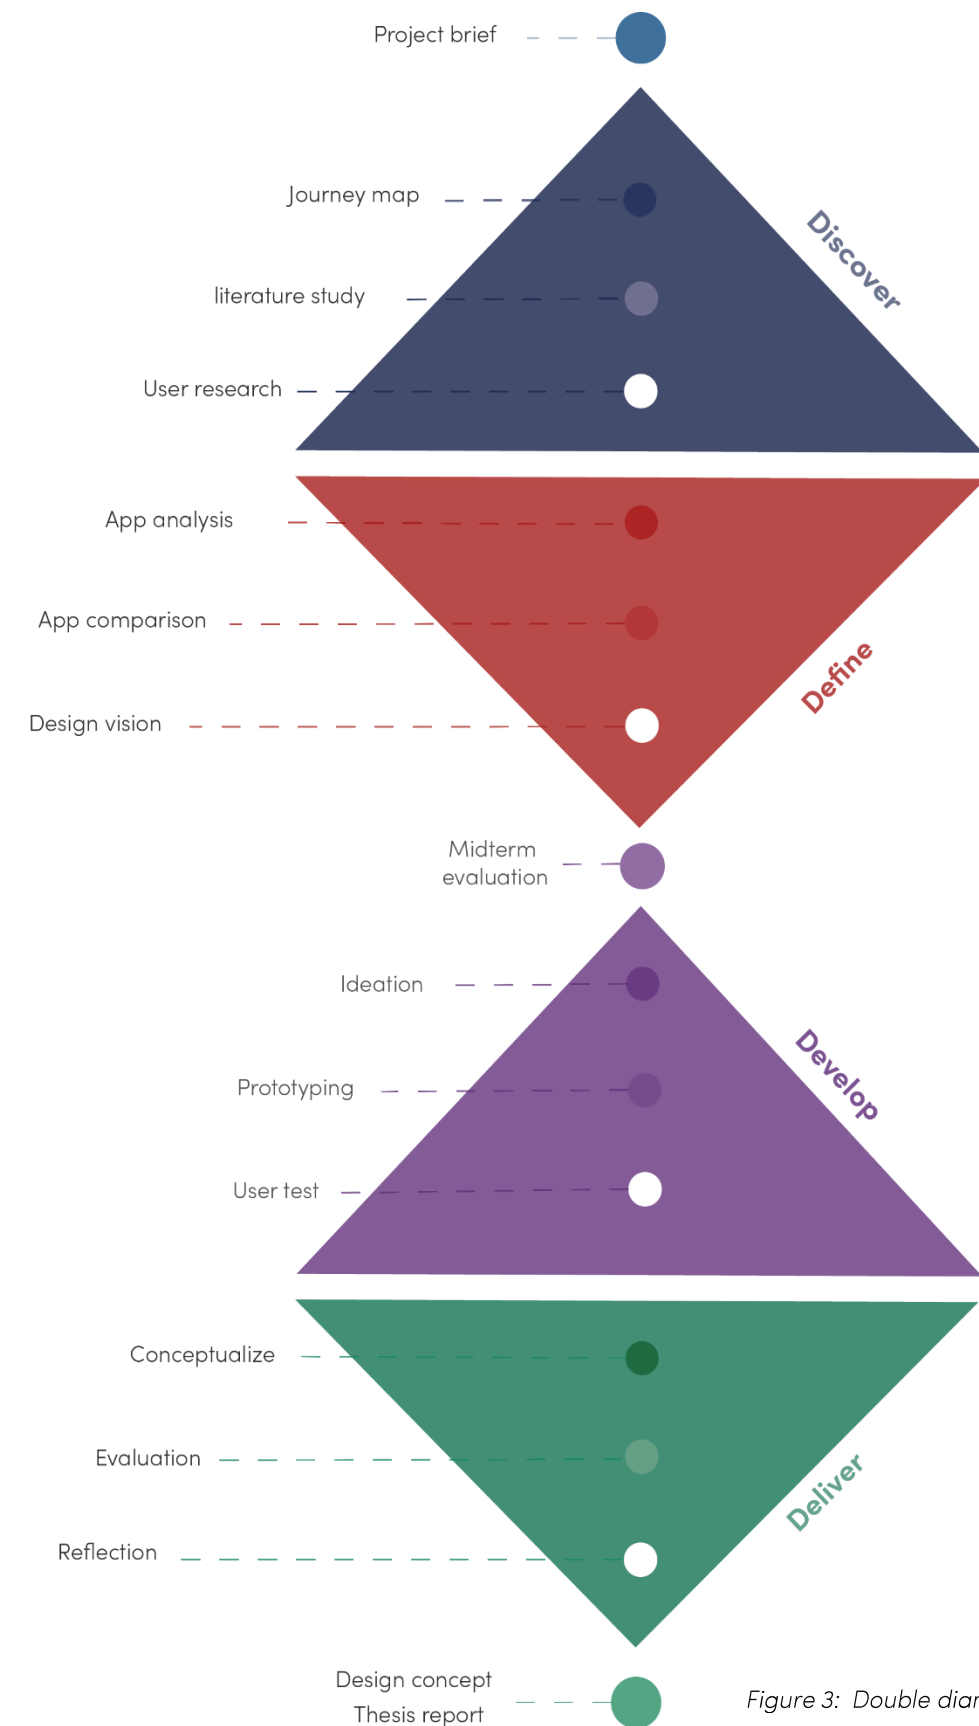 Project brief
Journey map
Discover
literature study
User research
App analysis
App comparison
Define
Design vision
Midterm
evaluation
Ideation
Develop
Prototyping
User test
Conceptualize
Evaluation
Deliver
Reflection
Design concept
Thesis report
Figure 3: Double